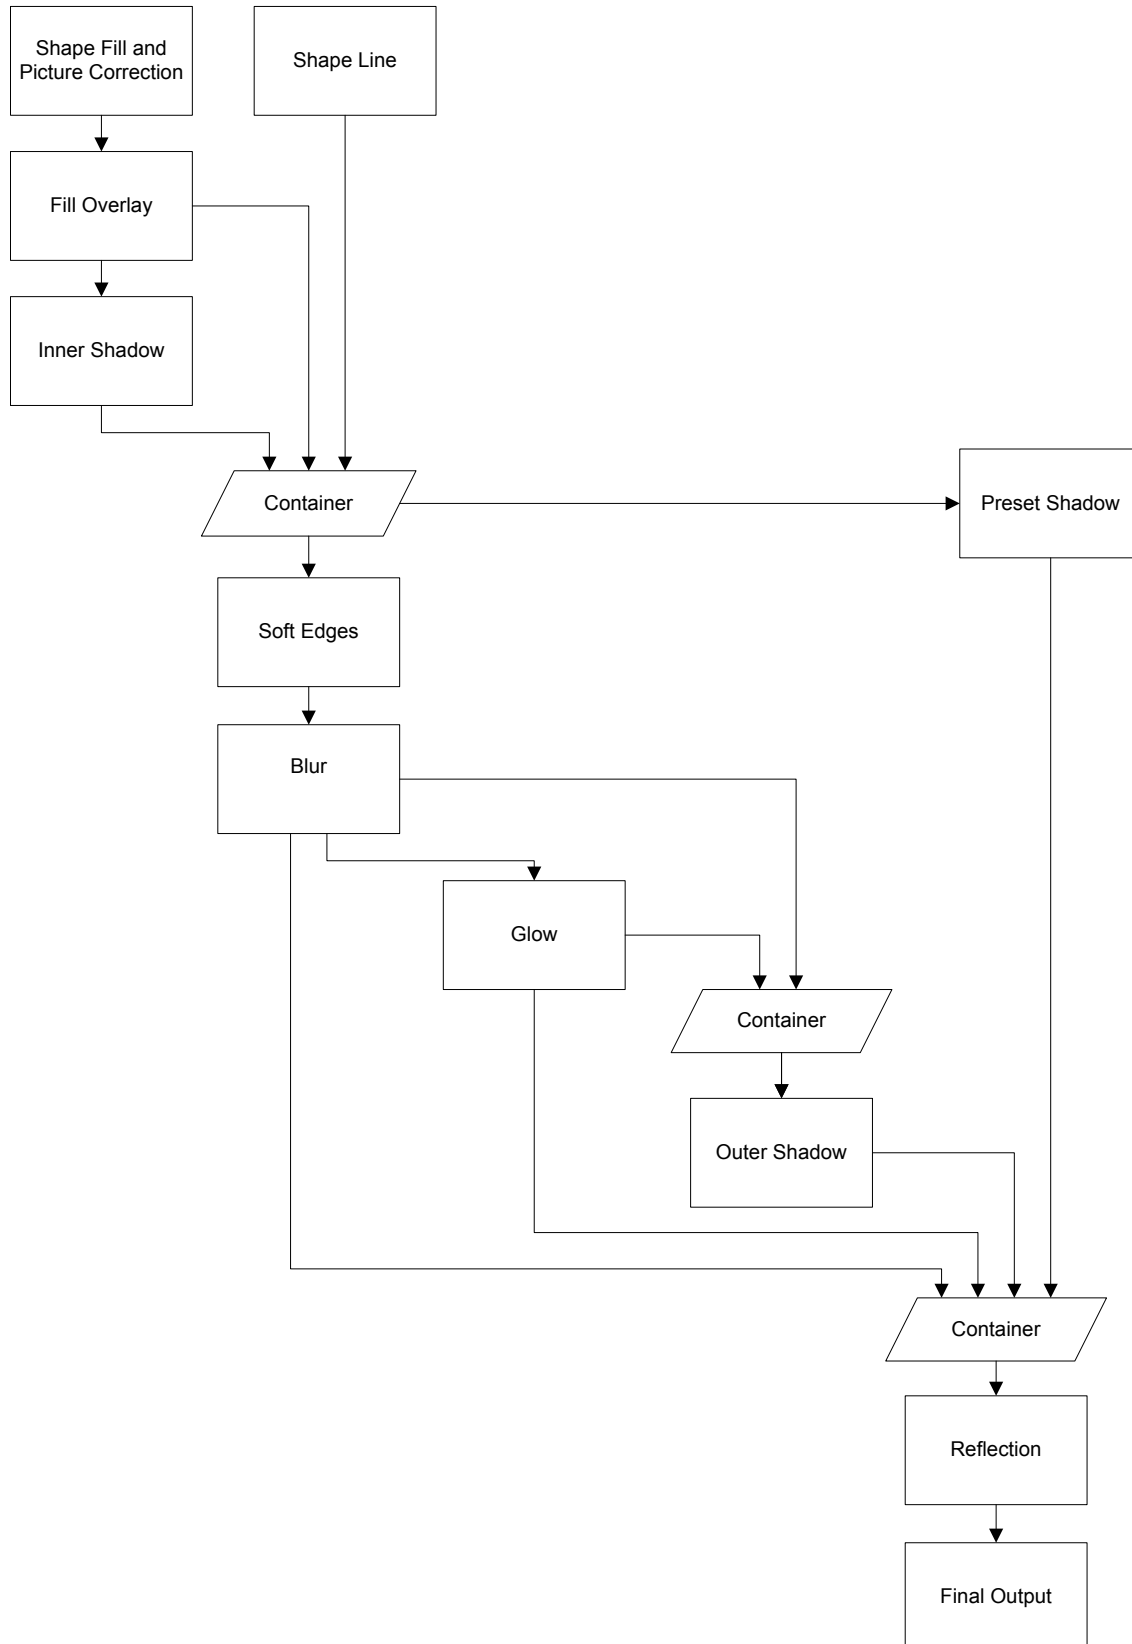 Shape Fill and
Picture Correction
Shape Line
Fill Overlay
Inner Shadow
Container
Preset Shadow
Soft Edges
Blur
Glow
Container
Outer Shadow
Container
Reflection
Final Output